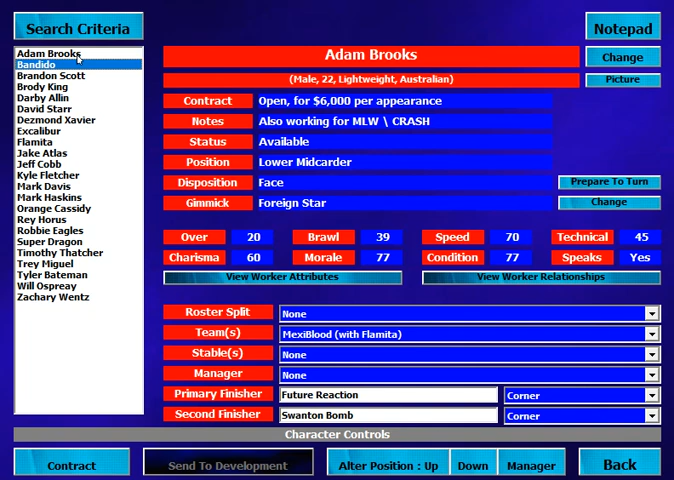 Search Criteria
Notepad
Adam Brooks
Bandido
Brandon Scott
Brody King
Darby Allin
David Starr
Dezmond Xavier
Excalibur
Flamita
Jake Atlas
Jeff Cobb
Kyle Fletcher
Mark Davis
Mark Haskins
Orange Cassidy
Rey Horus
Robbie Eagles
Super Dragon
Timothy Thatcher
Trey Miguel
Tyler Bateman
Will Ospreay
Zachary Wentz
Adam Brooks
Change
(Male, 22, Lightweight, Australian)
Picture
Contract Open, for $6,000 per appearance
Notes Also working for MLW \ CRASH
Status Available
Position Lower Midcarder
Disposition Face Prepare To Turn
Gimmick Foreign Star Change
Over 20 Brawl 39 Speed 70 Technical 45
Charisma 60 Morale 77 Condition 77 Speaks Yes
View Worker Attributes View Worker Relationships
Roster Split None
Team(s) MexiBlood (with Flamita)
Stable(s) None
Manager None
Primary Finisher Future Reaction Corner
Second Finisher Swanton Bomb Corner
Character Controls
Contract Send To Development Alter Position : Up Down Manager Back